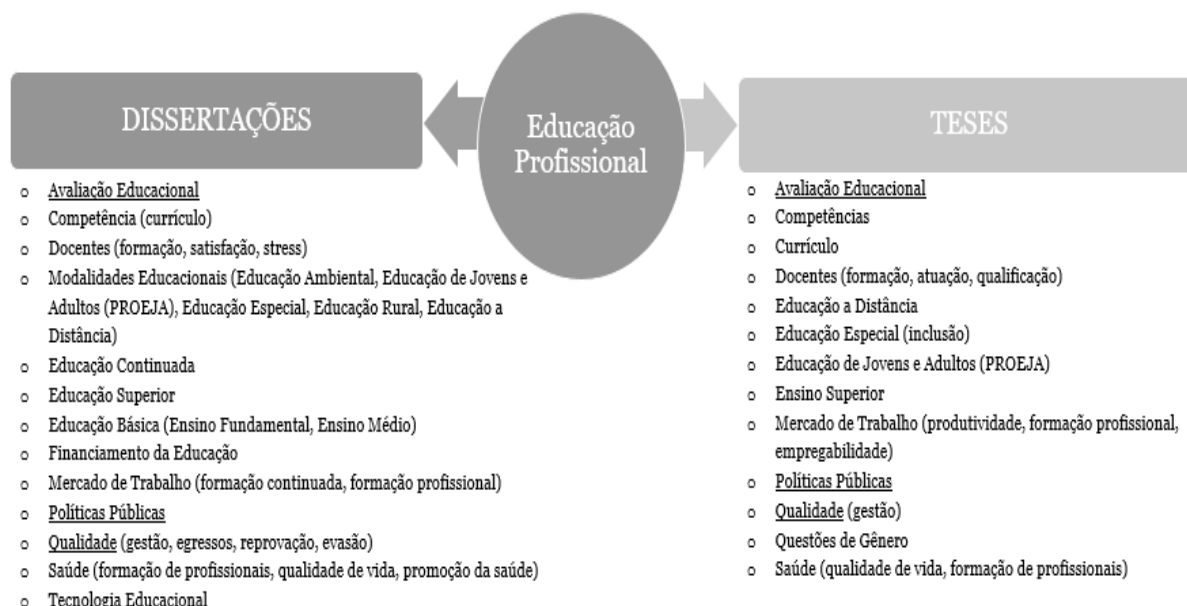 Educação
Profissional
DISSERTAÇÕES
o Avaliação Educacional
o Competência (currículo)
o Docentes (formação, satisfação, stress)
o Modalidades Educacionais (Educação Ambiental, Educação de Jovens e
Adultos (PROEJA), Educação Especial, Educação Rural, Educação a
Distância)
o Educação Continuada
o Educação Superior
o Educação Básica (Ensino Fundamental, Ensino Médio)
o Financiamento da Educação
o Mercado de Trabalho (formação continuada, formação profissional)
o Políticas Públicas
o Qualidade (gestão, egressos, reprovação, evasão)
o Saúde (formação de profissionais, qualidade de vida, promoção da saúde)
o Tecnologia Educacional
TESES
o Avaliação Educacional
o Competências
o Currículo
o Docentes (formação, atuação, qualificação)
o Educação a Distância
o Educação Especial (inclusão)
o Educação de Jovens e Adultos (PROEJA)
o Ensino Superior
o Mercado de Trabalho (produtividade, formação profissional,
empregabilidade)
o Políticas Públicas
o Qualidade (gestão)
o Questões de Gênero
o Saúde (qualidade de vida, formação de profissionais)